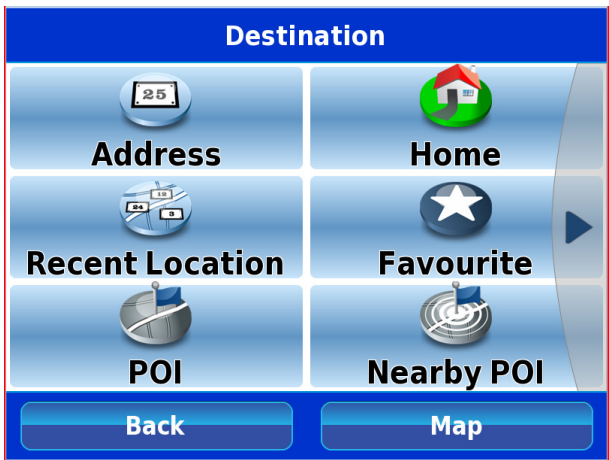 Destination
25
Address
Home
12
24
3
Recent Location
Favourite
POI
Nearby POI
Back
Map